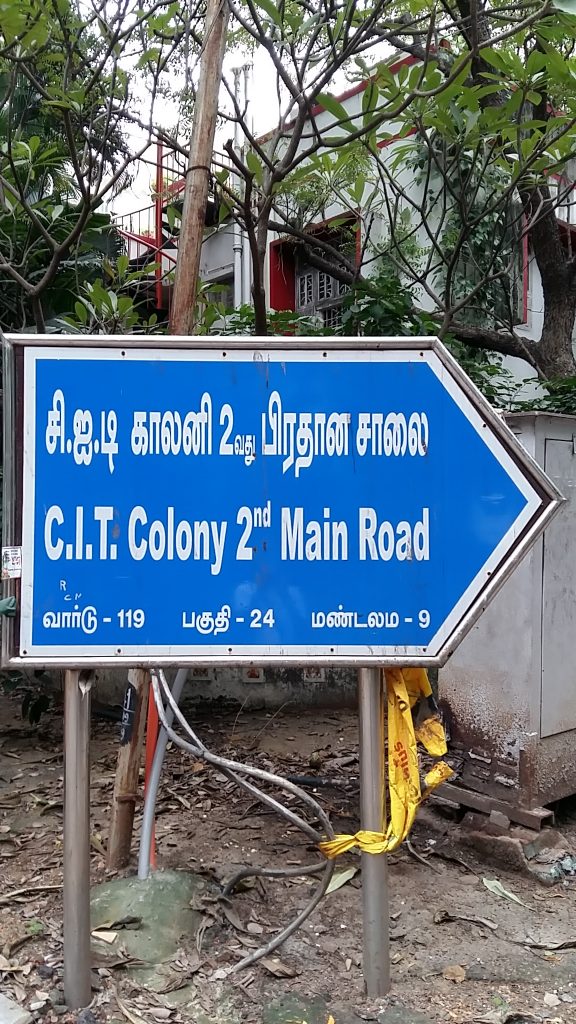 சி.ஐ.டி காலனி 2வது பிரதான சாலை
C.I.T. Colony 2nd Main Road
வார்டு - 119 பகுதி - 24 மண்டலம - 9